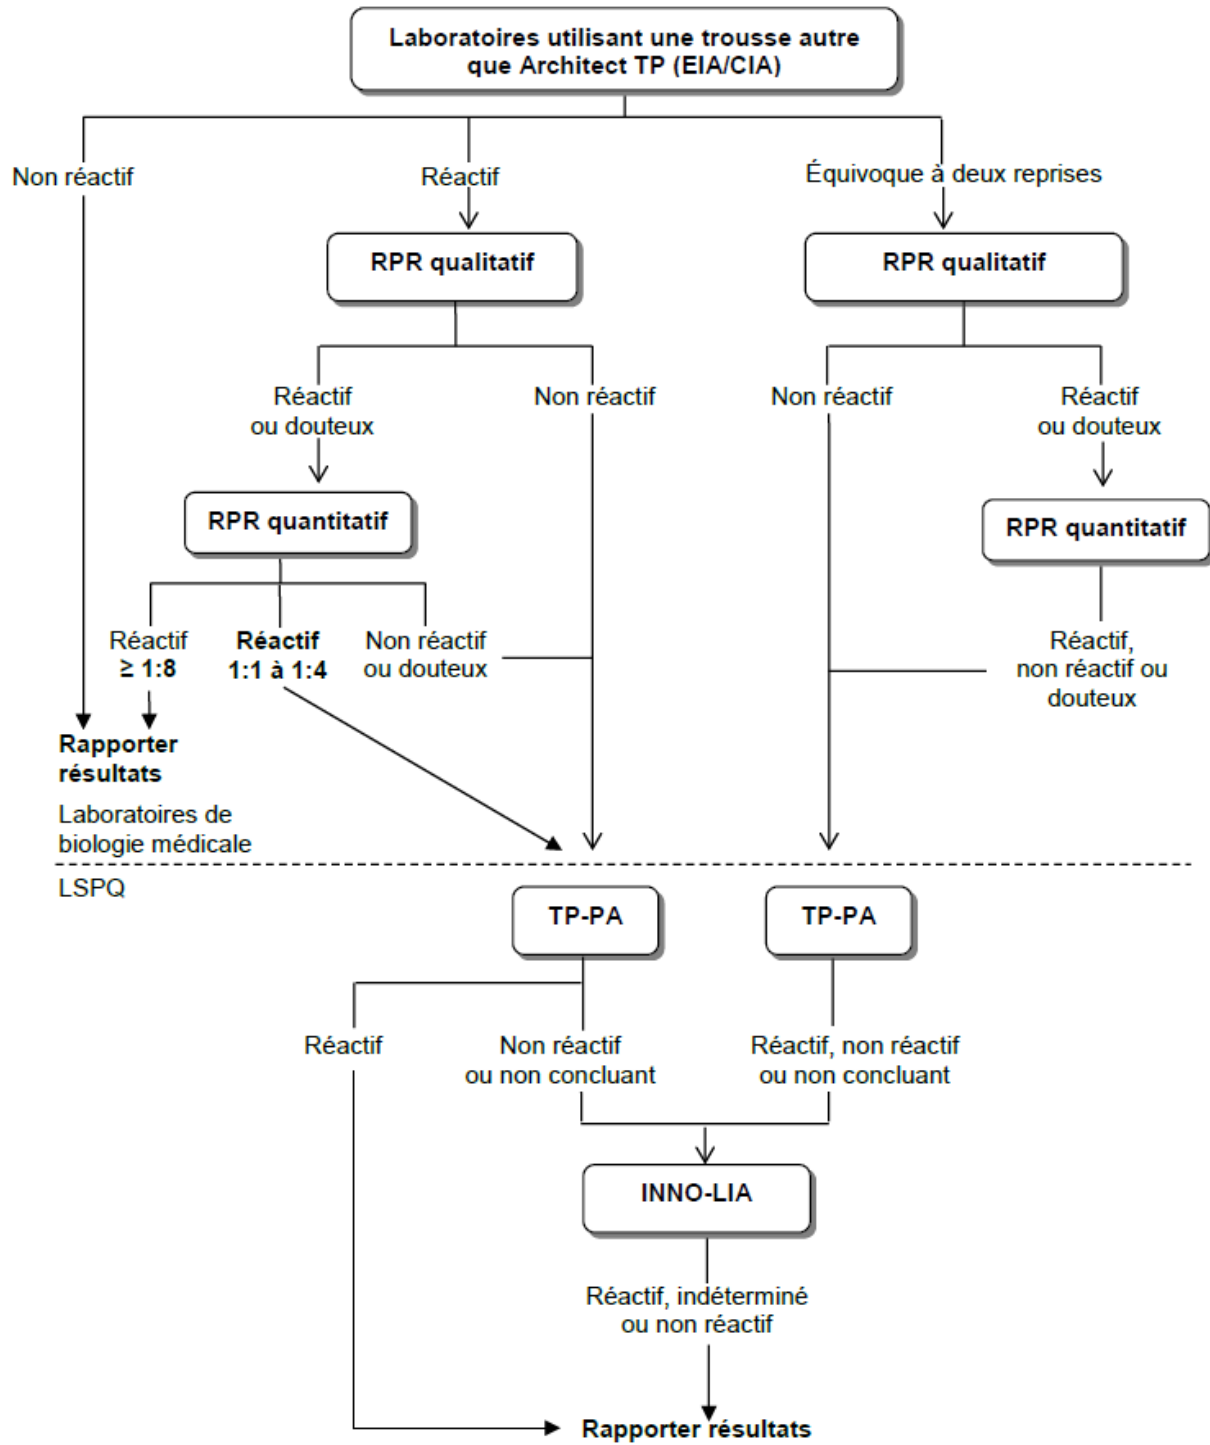 Laboratoires utilisant une trousse autre
que Architect TP (EIA/CIA)
Non réactif
Réactif
Équivoque à deux reprises
RPR qualitatif
RPR qualitatif
Réactif
ou douteux
Non réactif
Non réactif
Réactif
ou douteux
RPR quantitatif
RPR quantitatif
Réactif
≥ 1:8
Réactif
1:1 à 1:4
Non réactif
ou douteux
Réactif,
non réactif ou
douteux
Rapporter
résultats
Laboratoires de
biologie médicale
LSPQ
TP-PA
TP-PA
Réactif
Non réactif
ou non concluant
Réactif, non réactif
ou non concluant
INNO-LIA
Réactif, indéterminé
ou non réactif
Rapporter résultats